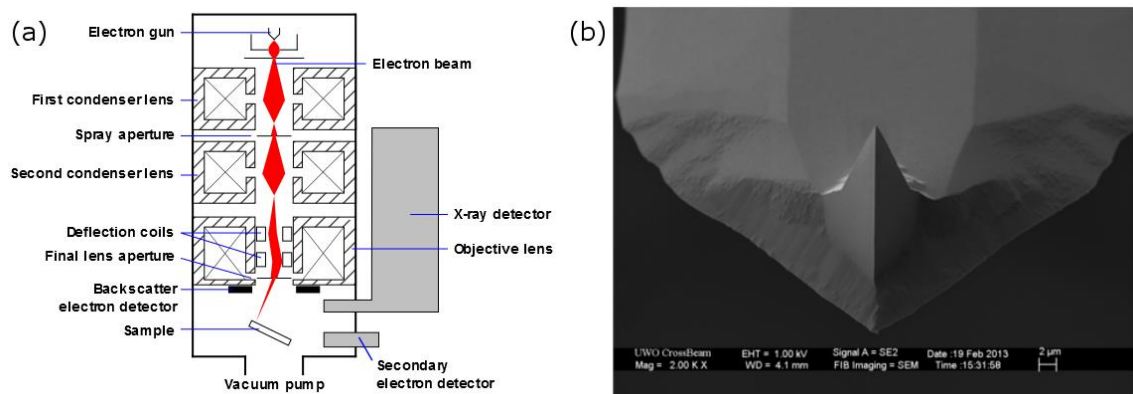 (a)
Electron gun
Electron beam
First condenser lens
Spray aperture
Second condenser lens
X-ray detector
Deflection coils
Objective lens
Final lens aperture
Backscatter
electron detector
Sample
Secondary
electron detector
Vacuum pump
(b)
UWO CrossBeam EHT = 1.00 kV Signal A = SE2 Date :19 Feb 2013 2 µm
Mag = 2.00 K X WD = 4.1 mm FIB Imaging = SEM Time :15:31:58